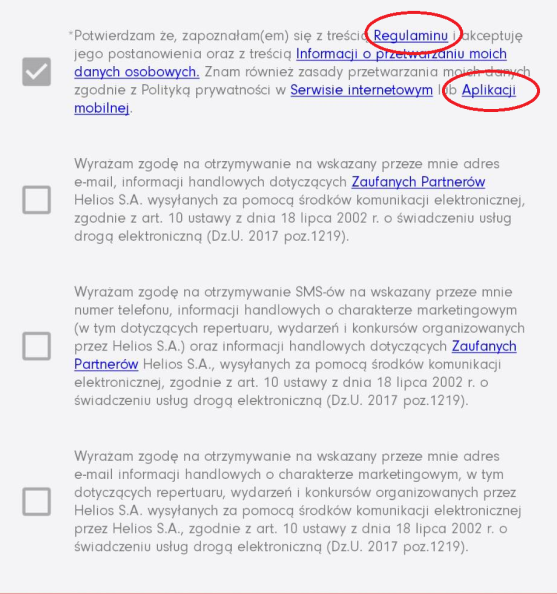 *Potwierdzam że, zapoznałam(em) się z treścią Regulaminu i akceptuję
jego postanowienia oraz z treścią Informacji o przetwarzaniu moich
danych osobowych. Znam również zasady przetwarzania moich danych
zgodnie z Polityką prywatności w Serwisie internetowym lub Aplikacji
mobilnej.
Wyrażam zgodę na otrzymywanie na wskazany przeze mnie adres
e-mail, informacji handlowych dotyczących Zaufanych Partnerów
Helios S.A. wysyłanych za pomocą środków komunikacji elektronicznej,
zgodnie z art. 10 ustawy z dnia 18 lipca 2002 r. o świadczeniu usług
drogą elektroniczną (Dz.U. 2017 poz.1219).
Wyrażam zgodę na otrzymywanie SMS-ów na wskazany przeze mnie
numer telefonu, informacji handlowych o charakterze marketingowym
(w tym dotyczących repertuaru, wydarzeń i konkursów organizowanych
przez Helios S.A.) oraz informacji handlowych dotyczących Zaufanych
Partnerów Helios S.A., wysyłanych za pomocą środków komunikacji
elektronicznej, zgodnie z art. 10 ustawy z dnia 18 lipca 2002 r. o
świadczeniu usług drogą elektroniczną (Dz.U. 2017 poz.1219).
Wyrażam zgodę na otrzymywanie na wskazany przeze mnie adres
e-mail informacji handlowych o charakterze marketingowym, w tym
dotyczących repertuaru, wydarzeń i konkursów organizowanych przez
Helios S.A. wysyłanych za pomocą środków komunikacji elektronicznej
przez Helios S.A., zgodnie z art. 10 ustawy z dnia 18 lipca 2002 r. o
świadczeniu usług drogą elektroniczną (Dz.U. 2017 poz.1219).